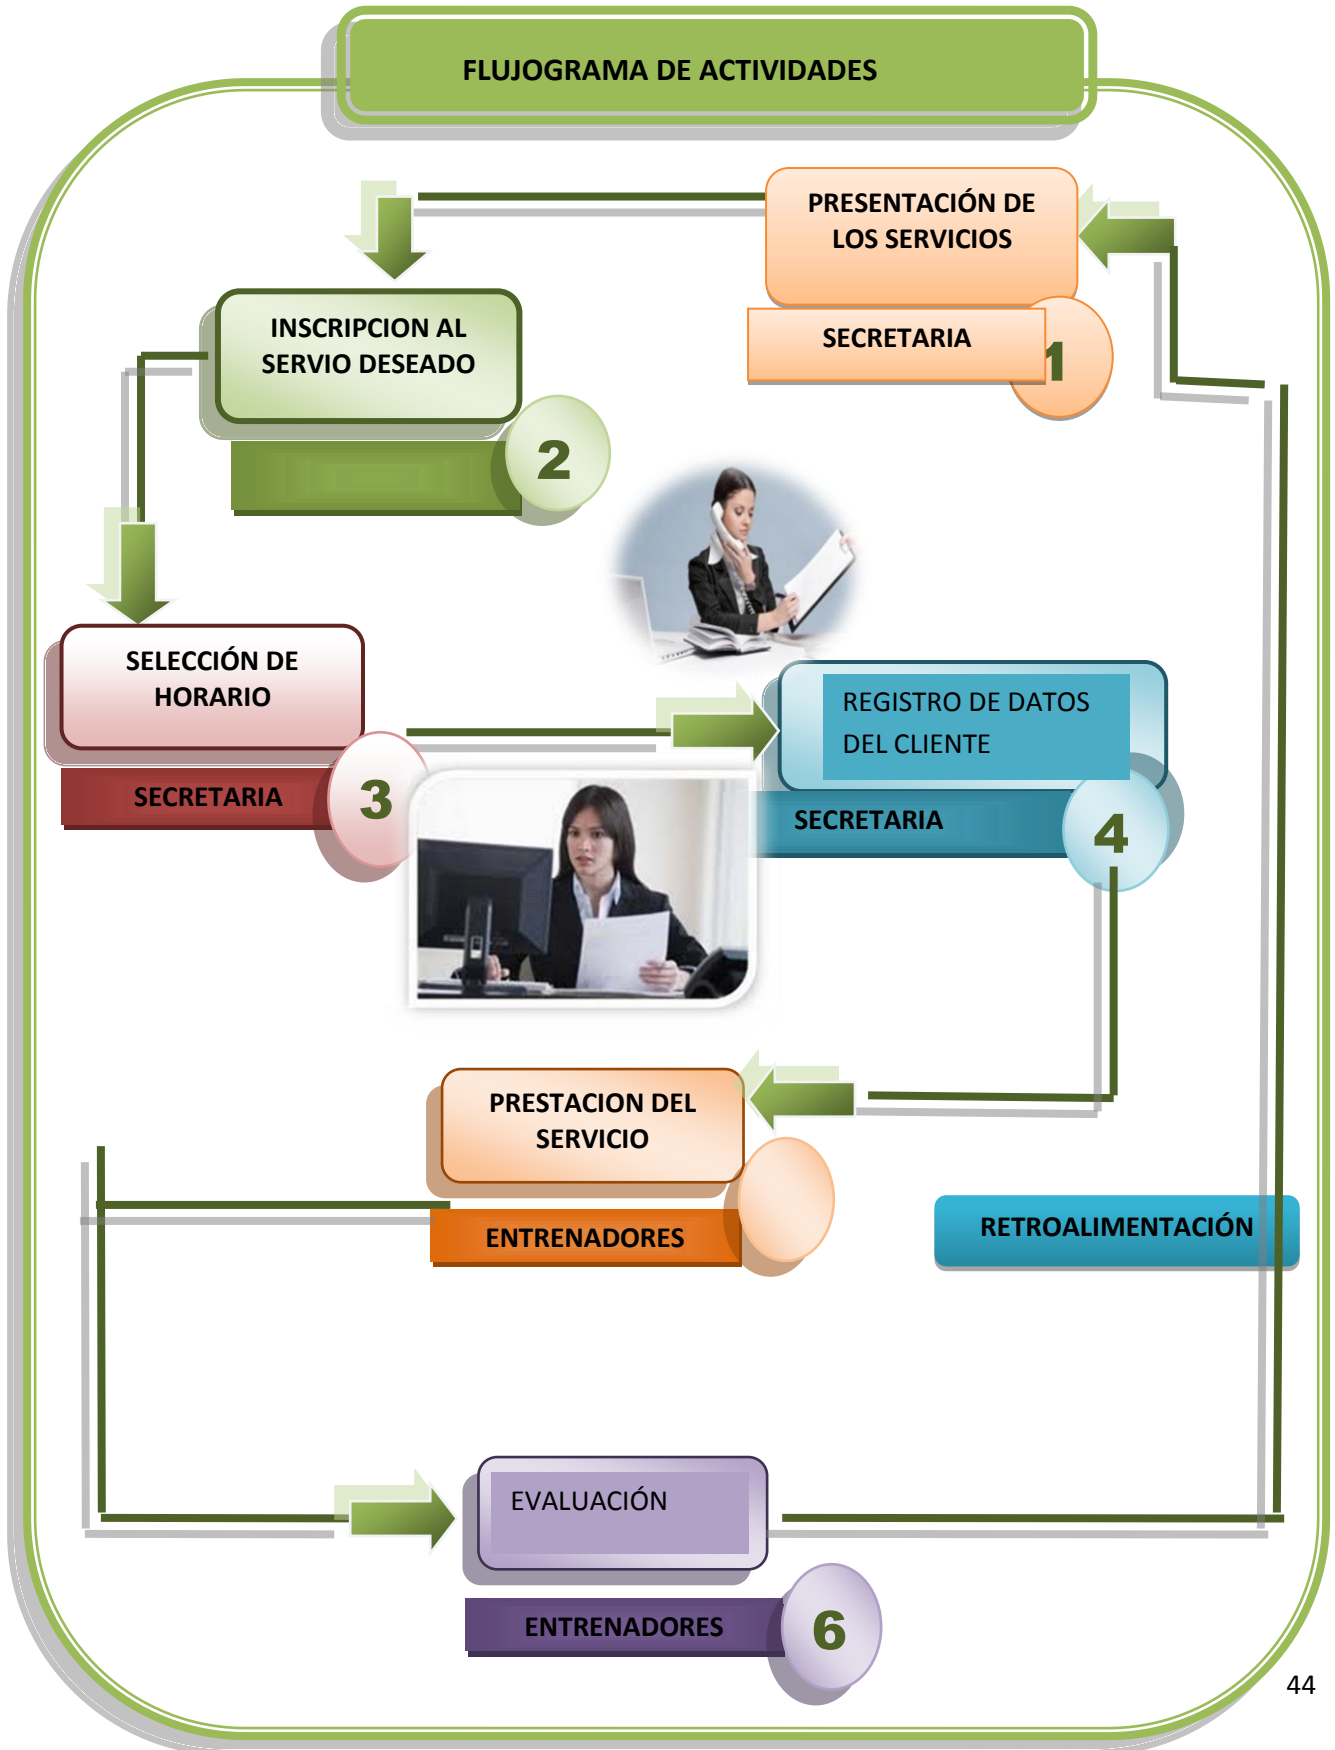 FLUJOGRAMA DE ACTIVIDADES
PRESENTACIÓN DE
LOS SERVICIOS
SECRETARIA
1
INSCRIPCION AL
SERVIO DESEADO
2
SELECCIÓN DE
HORARIO
SECRETARIA
3
REGISTRO DE DATOS
DEL CLIENTE
SECRETARIA
4
PRESTACION DEL
SERVICIO
ENTRENADORES
RETROALIMENTACIÓN
EVALUACIÓN
ENTRENADORES
6
44